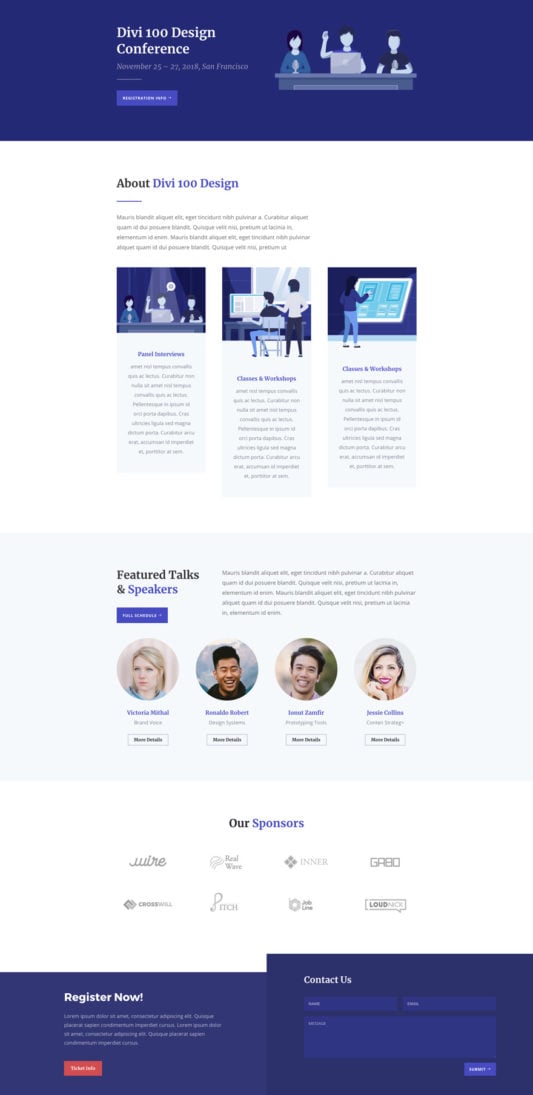 Divi 100 Design
Conference
November 25 – 27, 2018, San Francisco
REGISTRATION INFO
About Divi 100 Design
Mauris blandit aliquet elit, eget tincidunt nibh pulvinar a. Curabitur aliquet
quam id dui posuere blandit. Quisque velit nisi, pretium ut lacinia in,
elementum id enim. Mauris blandit aliquet elit, eget tincidunt nibh pulvinar
aliquet quam id dui posuere blandit. Quisque velit nisi, pretium ut
Panel Interviews
amet nisl tempus convallis
quis ac lectus. Curabitur non
nulla sit amet nisl tempus
convallis quis ac lectus.
Pellentesque in ipsum id
orci porta dapibus. Cras
ultricies ligula sed magna
dictum porta. Curabitur arcu
erat, accumsan id imperdiet
et, porttitor at sem.
Classes & Workshops
amet nisl tempus convallis
quis ac lectus. Curabitur non
nulla sit amet nisl tempus
convallis quis ac lectus.
Pellentesque in ipsum id
orci porta dapibus. Cras
ultricies ligula sed magna
dictum porta. Curabitur arcu
erat, accumsan id imperdiet
et, porttitor at sem.
Classes & Workshops
amet nisl tempus convallis
quis ac lectus. Curabitur non
nulla sit amet nisl tempus
convallis quis ac lectus.
Pellentesque in ipsum id
orci porta dapibus. Cras
ultricies ligula sed magna
dictum porta. Curabitur arcu
erat, accumsan id imperdiet
et, porttitor at sem.
Featured Talks
& Speakers
FULL SCHEDULE
Mauris blandit aliquet elit, eget tincidunt nibh pulvinar a. Curabitur aliquet
quam id dui posuere blandit. Quisque velit nisi, pretium ut lacinia in,
elementum id enim. Mauris blandit aliquet elit, eget tincidunt nibh pulvinar
aliquet quam id dui posuere blandit. Quisque velit nisi, pretium ut lacinia
in, elementum id enim.
Victoria Mithal
Brand Voice
More Details
Ronaldo Robert
Design Systems
More Details
Ionut Zamfir
Prototyping Tools
More Details
Jessie Collins
Conten Strateg+
More Details
Our Sponsors
wire
Real
Wave
INNER
GABO
CROSSWILL
PITCH
Job
Line
LOUDNICK
Register Now!
Lorem ipsum dolor sit amet, consectetur adipiscing elit. Quisque
placerat sapien condimentum imperdiet cursus. Lorem ipsum dolor
sit amet, consectetur adipiscing elit. Quisque placerat sapien
condimentum imperdiet cursus.
Ticket Info
Contact Us
NAME
EMAIL
MESSAGE
SUBMIT